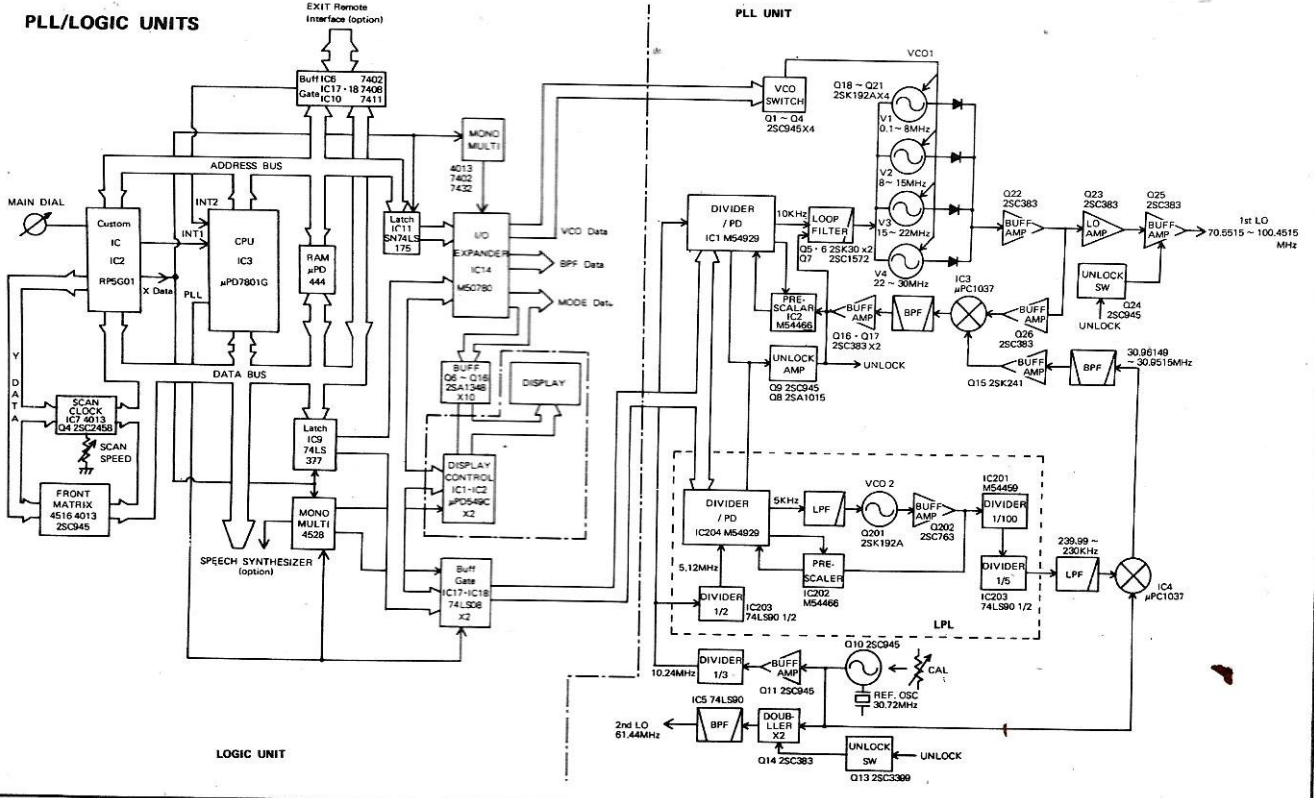 PLL/LOGIC UNITS
EXIT Remote
Interface (option)
PLL UNIT
Buff IC6 7402
Gate IC17・18 7408
IC10 7411
MONO
MULTI
4013
7402
7432
ADDRESS BUS
MAIN DIAL
Custom
IC
IC2
RP5G01
INT2
INT1
CPU
IC3
μPD7801G
X Data
PLL
RAM
μPD
444
Latch
IC11
SN74LS
175
I/O
EXPANDER
IC14
M50780
VCO Data
BPF Data
MODE Data
DATA BUS
Y DATA
SCAN
CLOCK
IC7 4013
Q4 2SC2458
SCAN
SPEED
FRONT
MATRIX
4516 4013
2SC945
Latch
IC9
74LS
377
MONO
MULTI
4528
SPEECH SYNTHESIZER
(option)
BUFF
Q6 ~ Q16
2SA1348
X10
DISPLAY
DISPLAY
CONTROL
IC1・IC2
μPD549C
X2
Buff
Gate
IC17・IC18
74LS08
X2
LOGIC UNIT
VCO
SWITCH
Q1 ~ Q4
2SC945X4
VCO1
Q18 ~ Q21
2SK192AX4
V1
0.1~ 8MHz
V2
8~ 15MHz
V3
15~ 22MHz
V4
22 ~ 30MHz
DIVIDER
/ PD
IC1 M54929
10KHz
LOOP
FILTER
Q5・6 2SK30 x2
Q7 2SC1572
PRE-
SCALAR
IC2
M54466
BUFF
AMP
Q16・Q17
2SC383 X2
BPF
IC3
μPC1037
Q22
2SC383
BUFF
AMP
Q23
2SC383
LO
AMP
Q25
2SC383
BUFF
AMP
1st LO
70.5515 ~ 100.4515
MHz
UNLOCK
SW
Q24
2SC945
UNLOCK
BUFF
AMP
Q26
2SC383
UNLOCK
AMP
Q9 2SC945
Q8 2SA1015
UNLOCK
BUFF
AMP
Q15 2SK241
BPF
30.96149
~ 30.9515MHz
DIVIDER
/ PD
IC204 M54929
5KHz
LPF
VCO 2
Q201
2SK192A
BUFF
AMP
Q202
2SC763
IC201
M54459
DIVIDER
1/100
DIVIDER
1/5
IC203
74LS90 1/2
5.12MHz
DIVIDER
1/2
IC203
74LS90 1/2
PRE-
SCALER
IC202
M54466
LPL
239.99 ~
230KHz
LPF
IC4
μPC1037
10.24MHz
DIVIDER
1/3
IC5 74LS90
BUFF
AMP
Q11 2SC945
Q10 2SC945
CAL
REF. OSC
30.72MHz
2nd LO
61.44MHz
BPF
DOUB-
LLER
X2
Q14 2SC383
UNLOCK
SW
Q13 2SC3399
UNLOCK